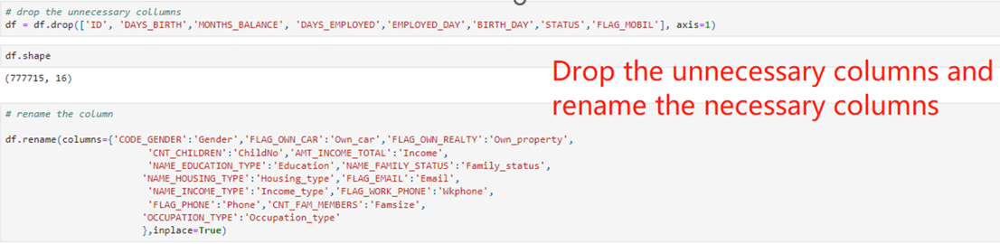 # drop the unnecessary collumns
df = df.drop(['ID', 'DAYS_BIRTH','MONTHS_BALANCE', 'DAYS_EMPLOYED','EMPLOYED_DAY','BIRTH_DAY','STATUS','FLAG_MOBIL'], axis=1)
df.shape
(777715, 16)
Drop the unnecessary columns and
rename the necessary columns
# rename the column
df.rename(columns={'CODE_GENDER':'Gender','FLAG_OWN_CAR':'Own_car','FLAG_OWN_REALTY':'Own_property',
'CNT_CHILDREN':'ChildNo','AMT_INCOME_TOTAL':'Income',
'NAME_EDUCATION_TYPE':'Education','NAME_FAMILY_STATUS':'Family_status',
'NAME_HOUSING_TYPE':'Housing_type','FLAG_EMAIL':'Email',
'NAME_INCOME_TYPE':'Income_type','FLAG_WORK_PHONE':'Wkphone',
'FLAG_PHONE':'Phone','CNT_FAM_MEMBERS':'Famsize',
'OCCUPATION_TYPE':'Occupation_type'
},inplace=True)